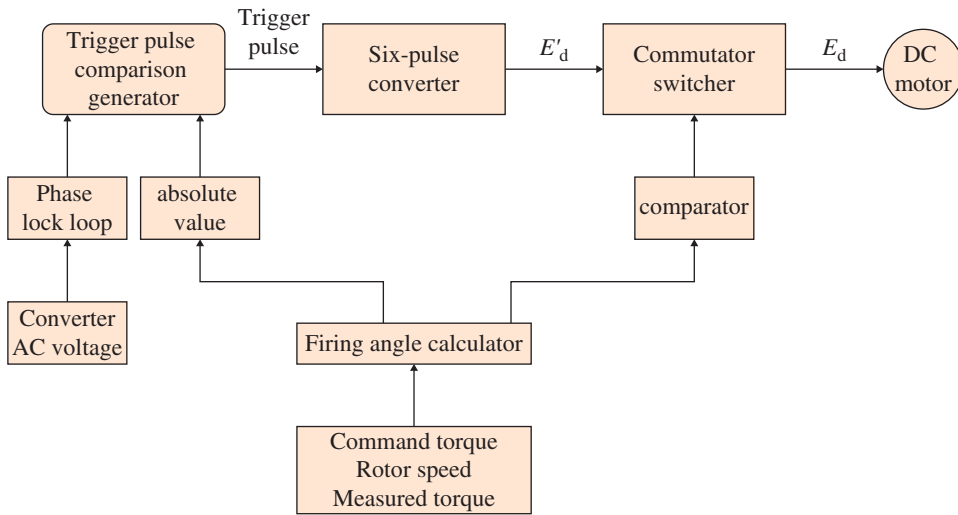 Trigger pulse
comparison
generator
Trigger
pulse
Six-pulse
converter
E′d
Commutator
switcher
Ed
DC
motor
Phase
lock loop
absolute
value
comparator
Converter
AC voltage
Firing angle calculator
Command torque
Rotor speed
Measured torque